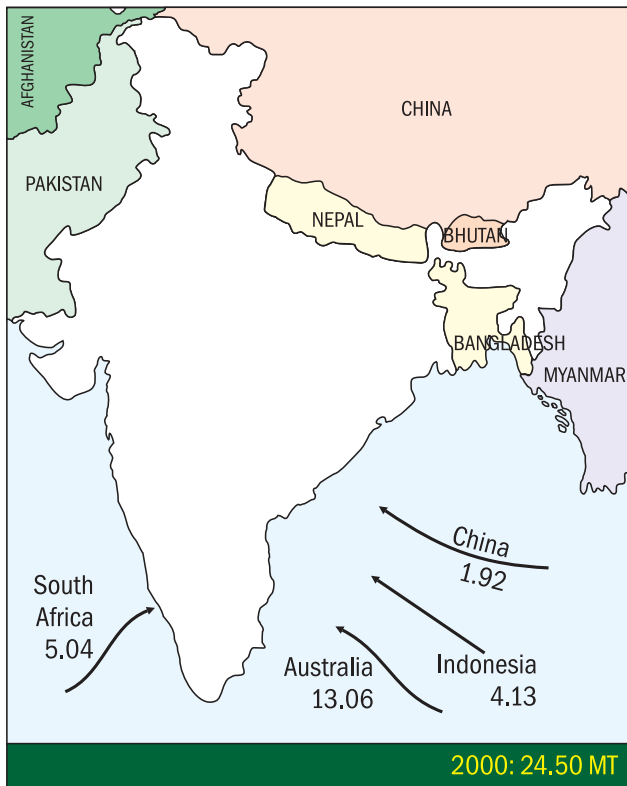 AFGHANISTAN
CHINA
PAKISTAN
NEPAL
BHUTAN
BANGLADESH
MYANMAR
China
1.92
South
Africa
5.04
Australia
13.06
Indonesia
4.13
2000: 24.50 MT